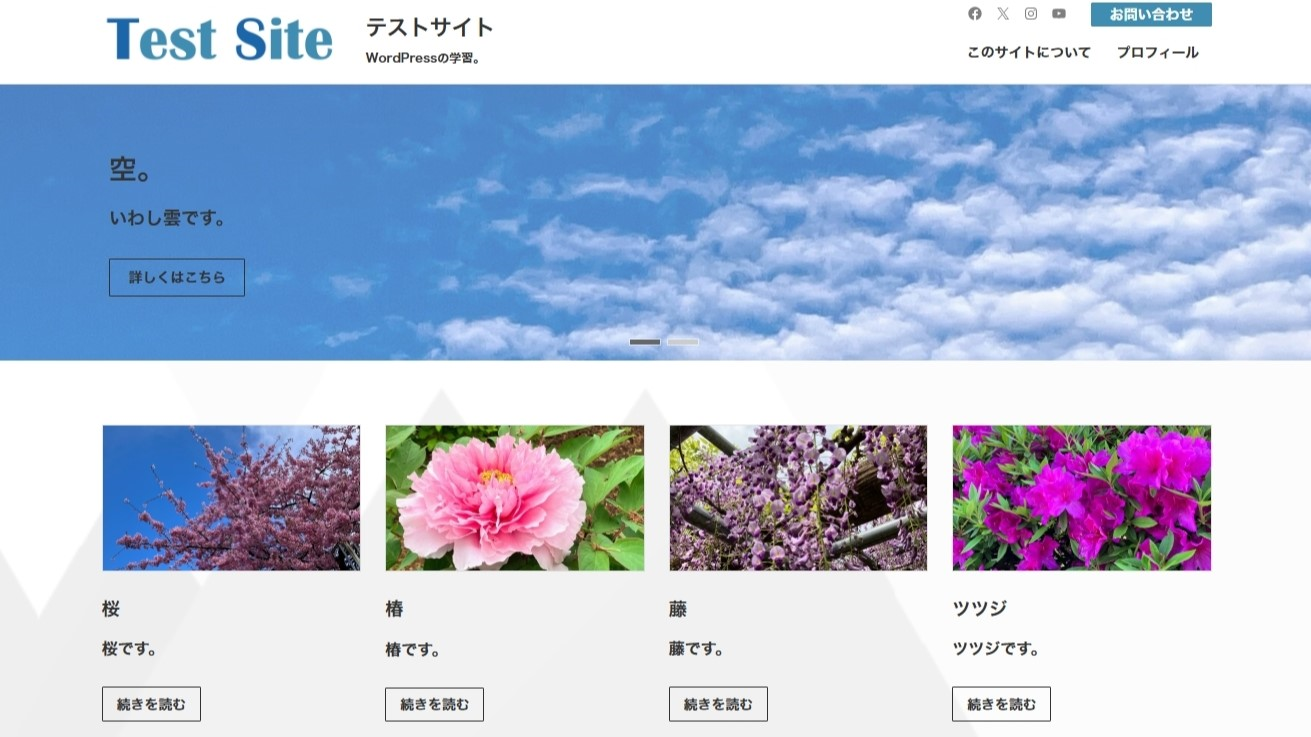 Test Site
テストサイト
WordPressの学習。
お問い合わせ
このサイトについて プロフィール
空。
いわし雲です。
詳しくはこちら
桜
桜です。
続きを読む
椿
椿です。
続きを読む
藤
藤です。
続きを読む
ツツジ
ツツジです。
続きを読む